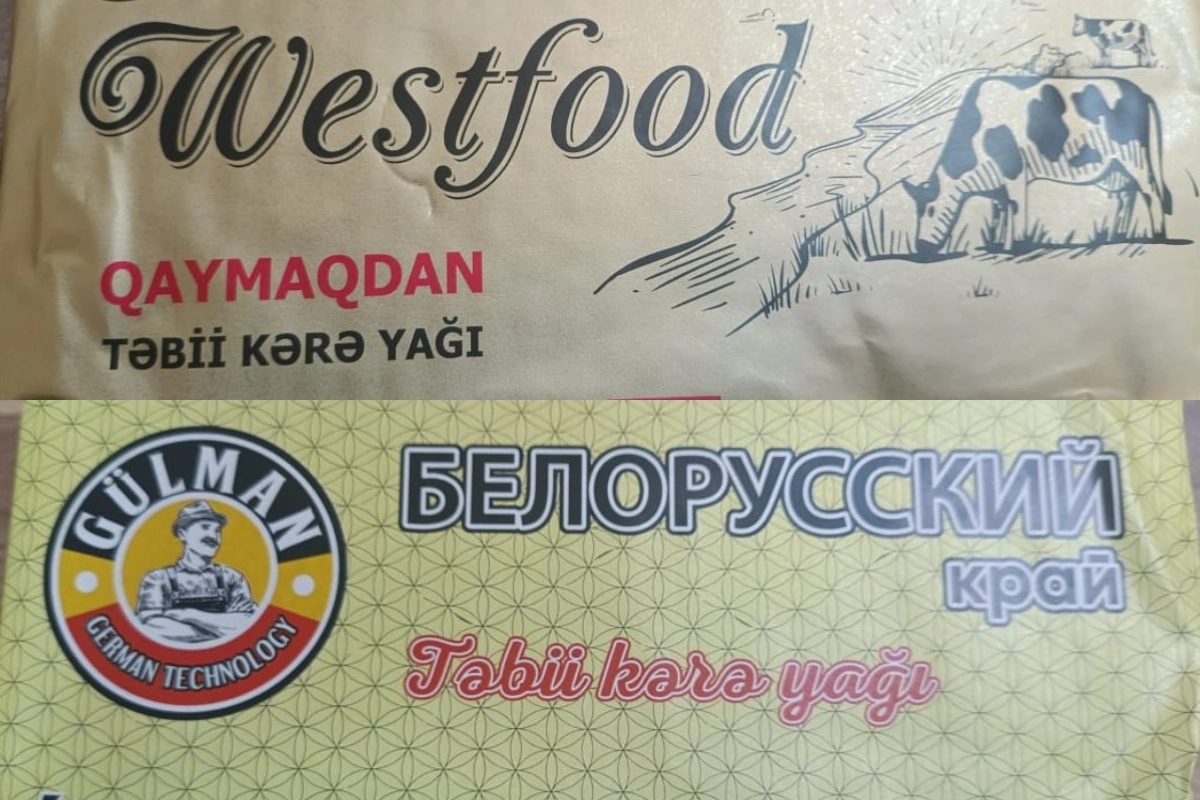 Westfood
QAYMAQDAN
TƏBİİ KƏRƏ YAĞI
GÜLMAN
GERMAN TECHNOLOGY
БЕЛОРУССКИЙ
край
Təbii kərə yağı